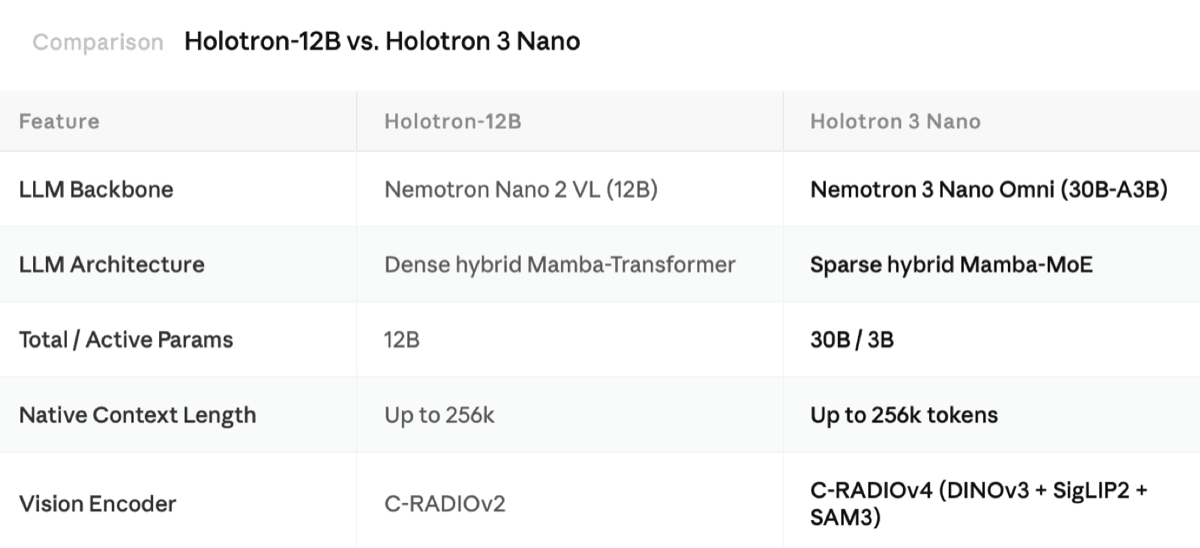 Comparison Holotron-12B vs. Holotron 3 Nano
Feature Holotron-12B Holotron 3 Nano
LLM Backbone Nemotron Nano 2 VL (12B) Nemotron 3 Nano Omni (30B-A3B)
LLM Architecture Dense hybrid Mamba-Transformer Sparse hybrid Mamba-MoE
Total / Active Params 12B 30B / 3B
Native Context Length Up to 256k Up to 256k tokens
Vision Encoder C-RADIOv2 C-RADIOv4 (DINOv3 + SigLIP2 +
SAM3)